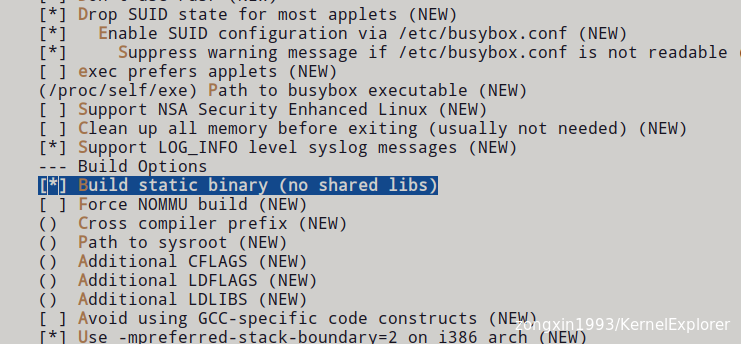 [*] Drop SUID state for most applets (NEW)
[*]   Enable SUID configuration via /etc/busybox.conf (NEW)
[*]     Suppress warning message if /etc/busybox.conf is not readable
[ ] exec prefers applets (NEW)
(/proc/self/exe) Path to busybox executable (NEW)
[ ] Support NSA Security Enhanced Linux (NEW)
[ ] Clean up all memory before exiting (usually not needed) (NEW)
[*] Support LOG_INFO level syslog messages (NEW)
--- Build Options
[*] Build static binary (no shared libs)
[ ] Force NOMMU build (NEW)
()  Cross compiler prefix (NEW)
()  Path to sysroot (NEW)
()  Additional CFLAGS (NEW)
()  Additional LDFLAGS (NEW)
()  Additional LDLIBS (NEW)
[ ] Avoid using GCC-specific code constructs (NEW)
zongxin1993/KernelExplorer
[*] Use -mpreferred-stack-boundary=2 on i386 arch (NEW)